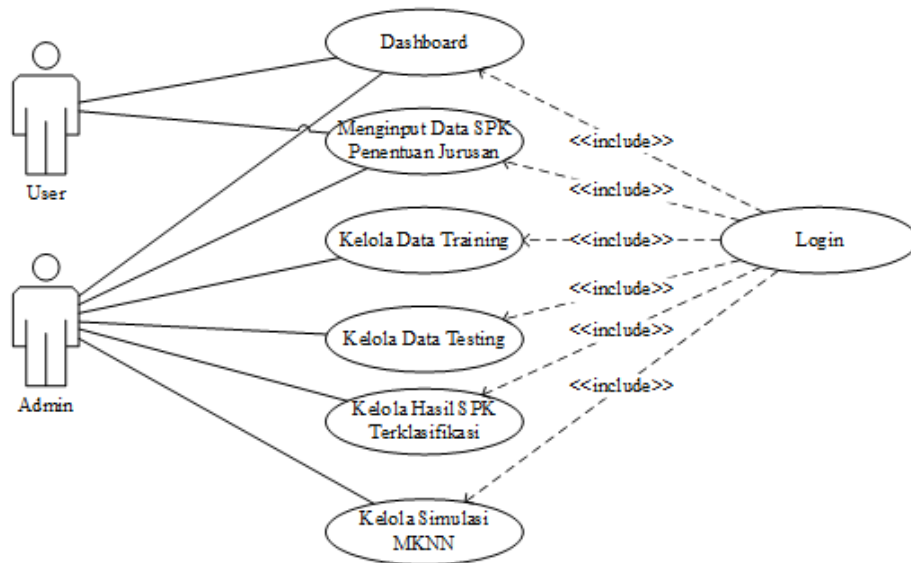 Dashboard
User
Menginput Data SPK
Penentuan Jurusan
<<include>>
<<include>>
Kelola Data Training
<<include>>
Login
Admin
Kelola Data Testing
<<include>>
<<include>>
Kelola Hasil SPK
Terklasifikasi
<<include>>
Kelola Simulasi
MKNN